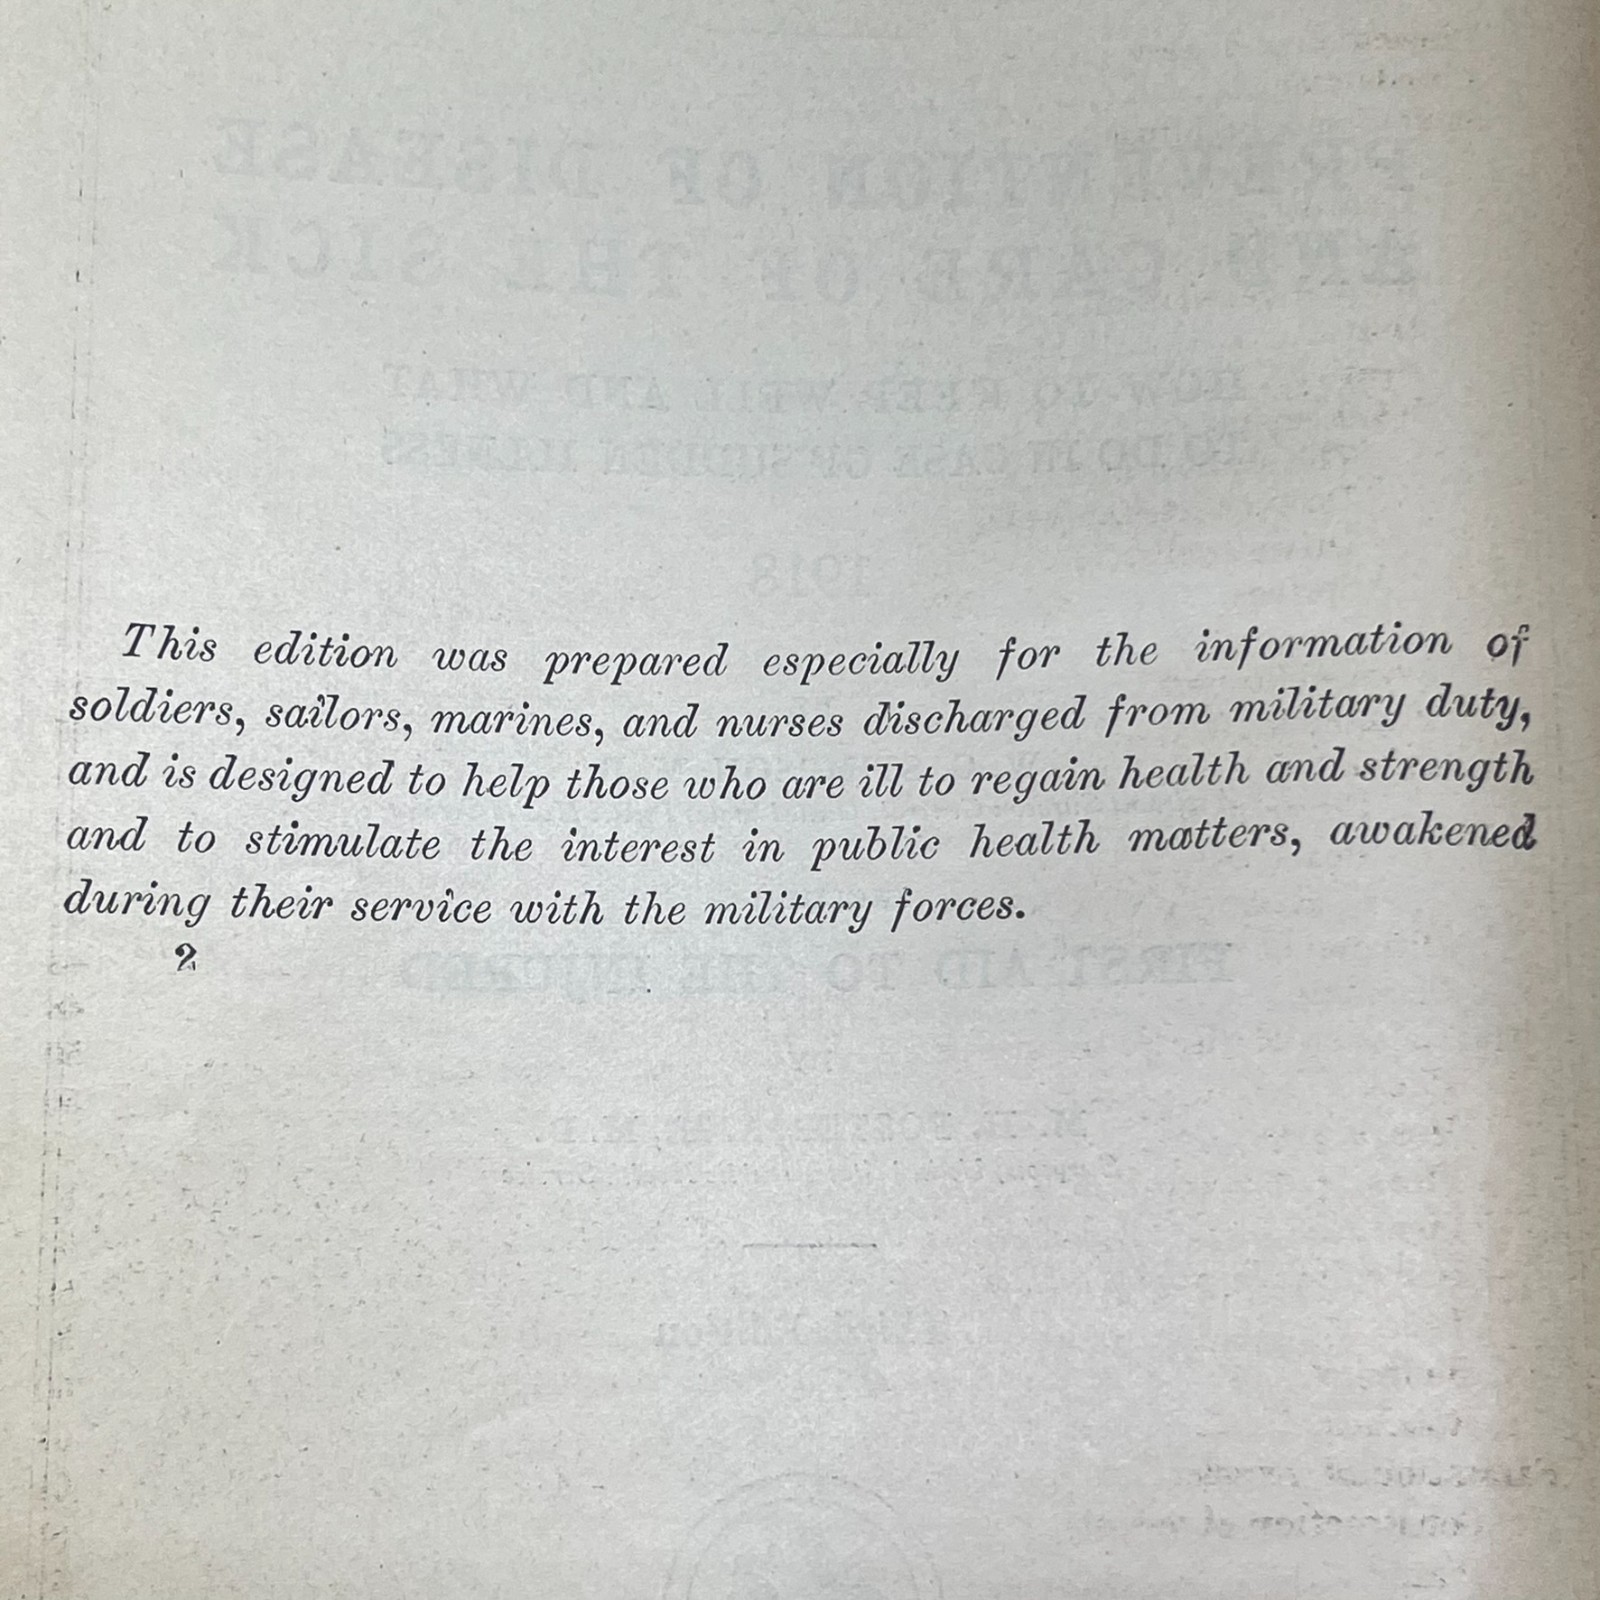 This edition was prepared especially for the information of
soldiers, sailors, marines, and nurses discharged from military duty,
and is designed to help those who are ill to regain health and strength
and to stimulate the interest in public health matters, awakened
during their service with the military forces.
2